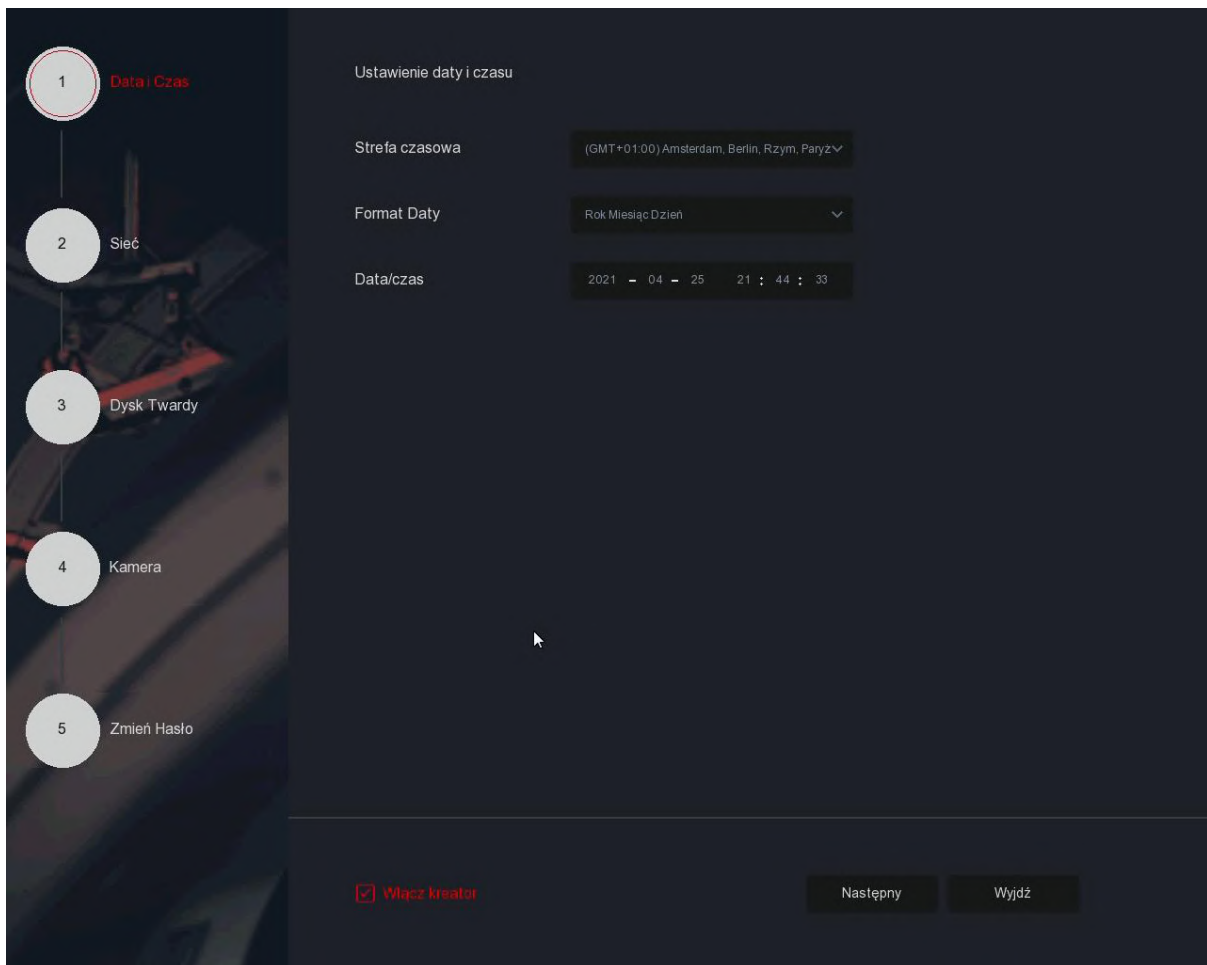 1 Data i Czas
2 Sieć
3 Dysk Twardy
4 Kamera
5 Zmień Hasło
Ustawienie daty i czasu
Strefa czasowa (GMT+01:00) Amsterdam, Berlin, Rzym, Paryż
Format Daty Rok Miesiąc Dzień
Data/czas 2021 - 04 - 25 21 : 44 : 33
Włącz kreator
Następny Wyjdź